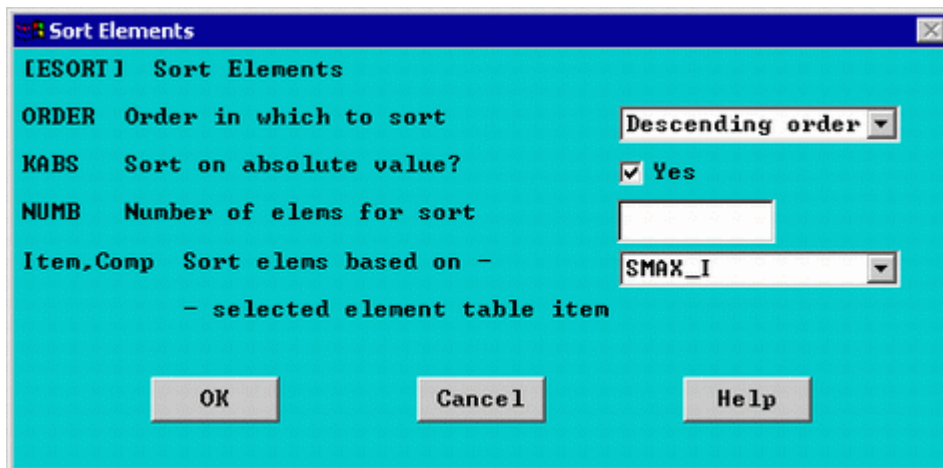 Sort Elements
[ESORT] Sort Elements
ORDER Order in which to sort Descending order
KABS Sort on absolute value? Yes
NUMB Number of elems for sort
Item,Comp Sort elems based on - SMAX_I
- selected element table item
OK Cancel Help